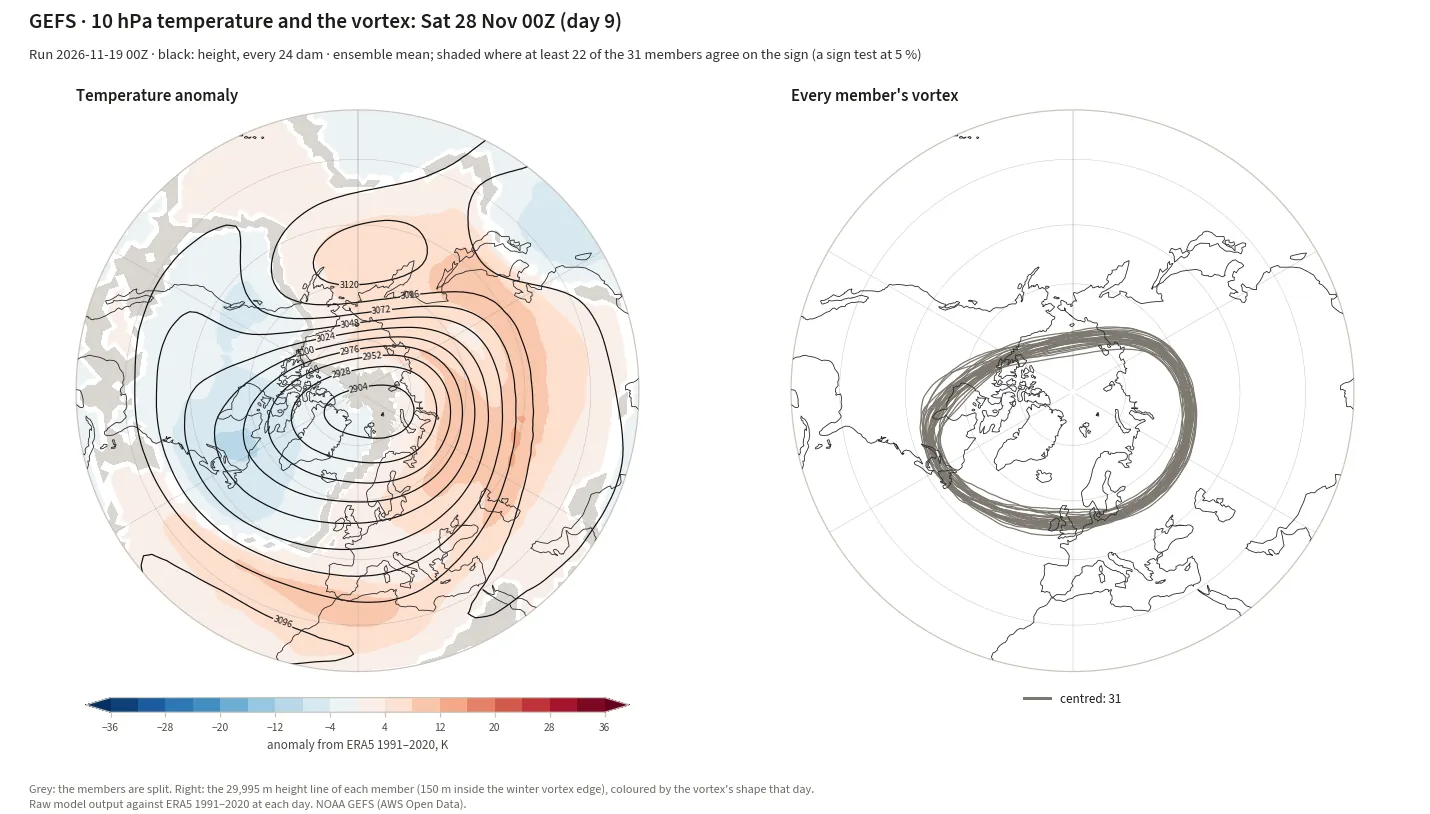 GEFS · 10 hPa temperature and the vortex: Sat 28 Nov 00Z (day 9)
Run 2026-11-19 00Z · black: height, every 24 dam · ensemble mean; shaded where at least 22 of the 31 members agree on the sign (a sign test at 5 %)
Temperature anomaly
Every member's vortex
3120
3096
3072
3048
3024
3000
2976
2952
2928
2904
3096
−36 −28 −20 −12 −4 4 12 20 28 36
anomaly from ERA5 1991–2020, K
centred: 31
Grey: the members are split. Right: the 29,995 m height line of each member (150 m inside the winter vortex edge), coloured by the vortex's shape that day.
Raw model output against ERA5 1991–2020 at each day. NOAA GEFS (AWS Open Data).